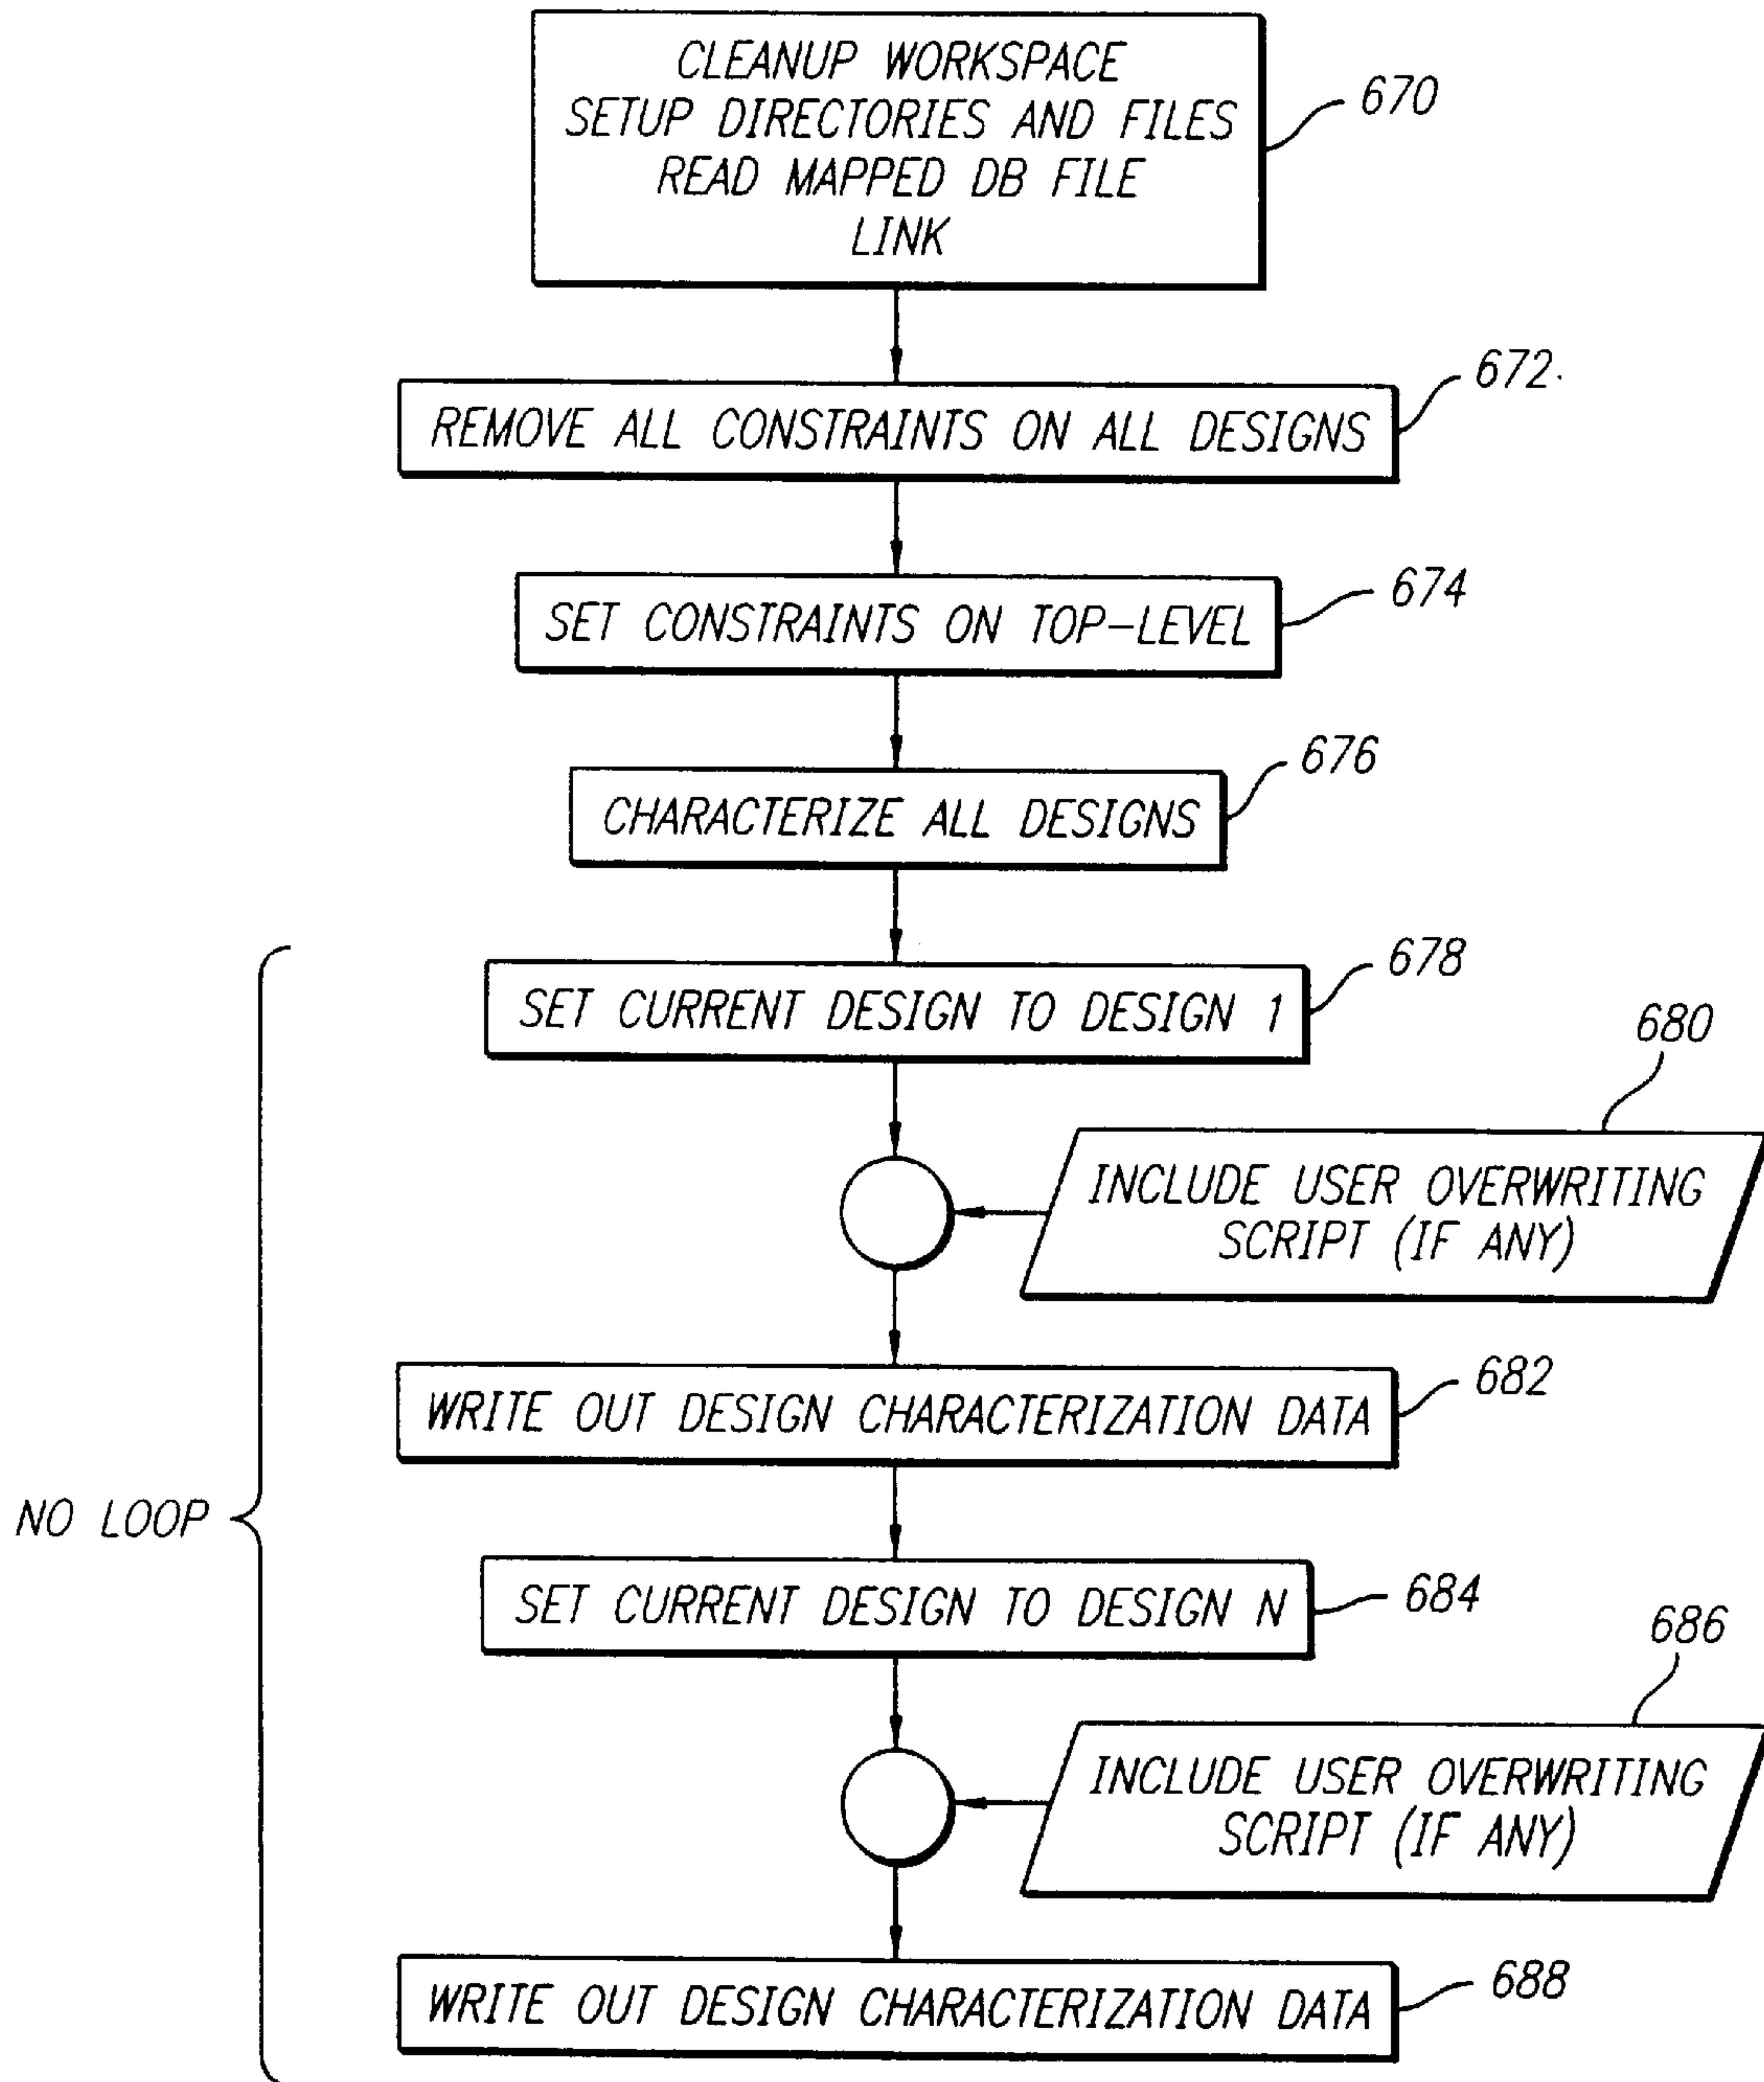 CLEANUP WORKSPACE
SETUP DIRECTORIES AND FILES
READ MAPPED DB FILE
LINK
670
REMOVE ALL CONSTRAINTS ON ALL DESIGNS
672
SET CONSTRAINTS ON TOP-LEVEL
674
CHARACTERIZE ALL DESIGNS
676
SET CURRENT DESIGN TO DESIGN 1
678
680
INCLUDE USER OVERWRITING
SCRIPT (IF ANY)
WRITE OUT DESIGN CHARACTERIZATION DATA
682
NO LOOP
SET CURRENT DESIGN TO DESIGN N
684
686
INCLUDE USER OVERWRITING
SCRIPT (IF ANY)
WRITE OUT DESIGN CHARACTERIZATION DATA
688